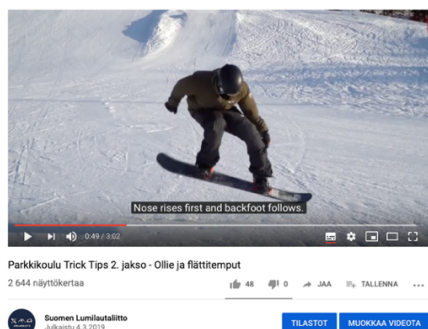 Nose rises first and backfoot follows.
0:49 / 3:02
Parkkikoulu Trick Tips 2. jakso - Ollie ja flättitemput
2 644 näyttökertaa
48
0
JAA
TALLENNA
Suomen Lumilautaliitto
Julkaistu 4.3.2019
TILASTOT
MUOKKAA VIDEOTA